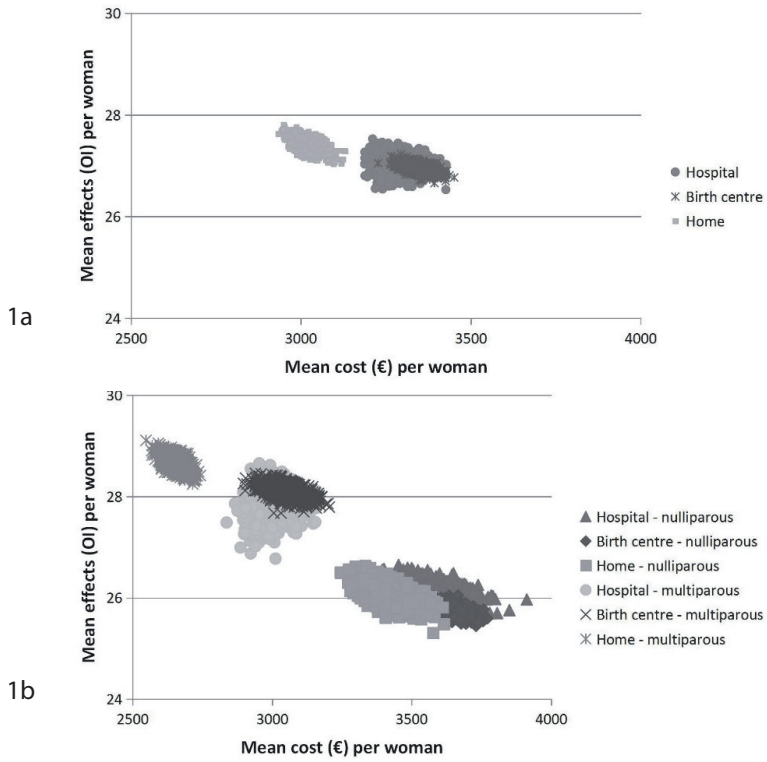 1a
Mean effects (OI) per woman
30
28
26
24
2500
3000
3500
4000
Mean cost (€) per woman
Hospital
Birth centre
Home
1b
Mean effects (OI) per woman
30
28
26
24
2500
3000
3500
4000
Mean cost (€) per woman
Hospital - nulliparous
Birth centre - nulliparous
Home - nulliparous
Hospital - multiparous
Birth centre - multiparous
Home - multiparous